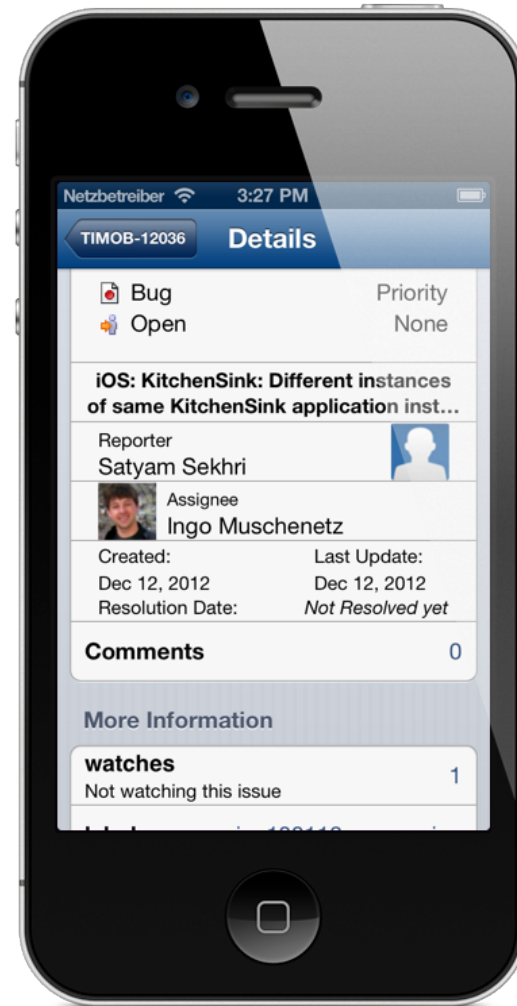 Netzbetreiber 3:27 PM
TIMOB-12036 Details
Bug Priority
Open None
iOS: KitchenSink: Different instances
of same KitchenSink application inst...
Reporter
Satyam Sekhri
Assignee
Ingo Muschenetz
Created: Last Update:
Dec 12, 2012 Dec 12, 2012
Resolution Date: Not Resolved yet
Comments 0
More Information
watches 1
Not watching this issue